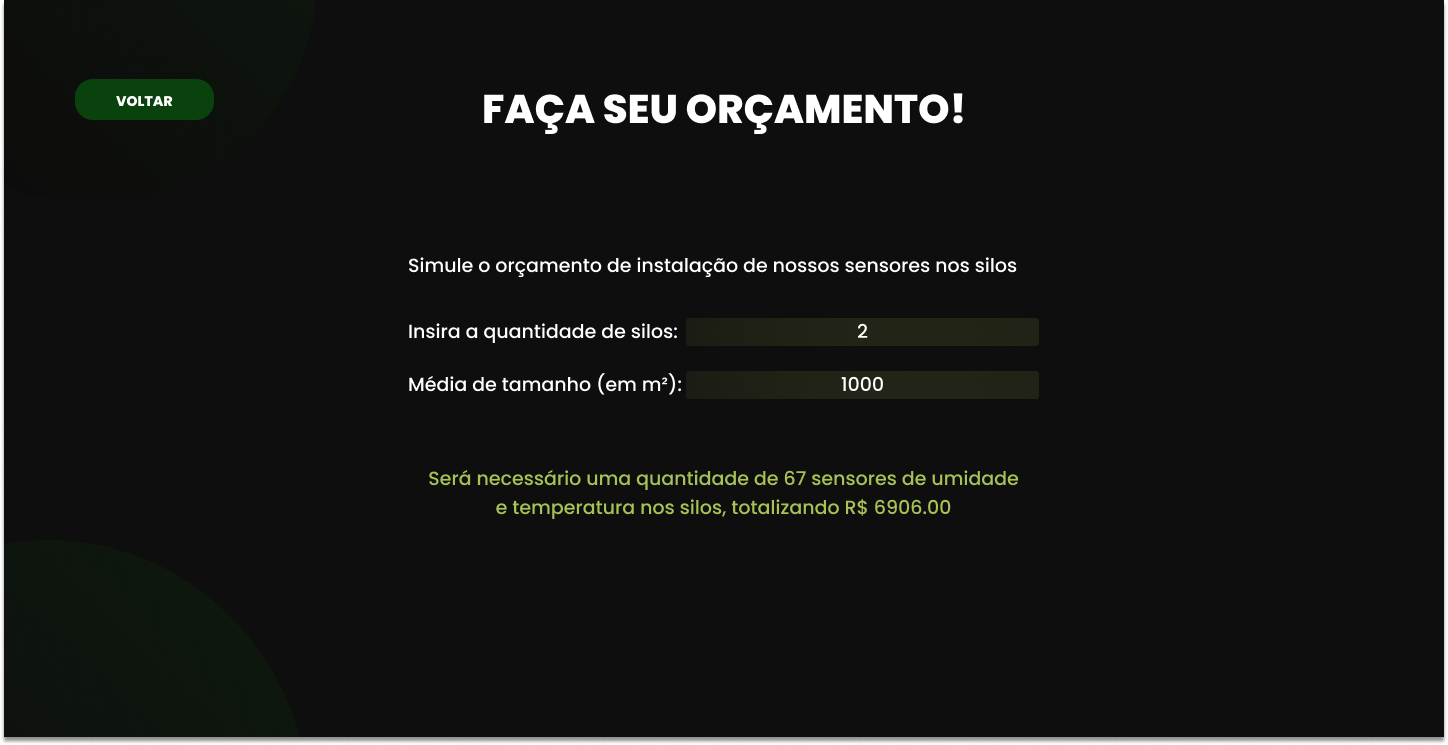 VOLTAR
FAÇA SEU ORÇAMENTO!
Simule o orçamento de instalação de nossos sensores nos silos
Insira a quantidade de silos: 2
Média de tamanho (em m²): 1000
Será necessário uma quantidade de 67 sensores de umidade
e temperatura nos silos, totalizando R$ 6906.00